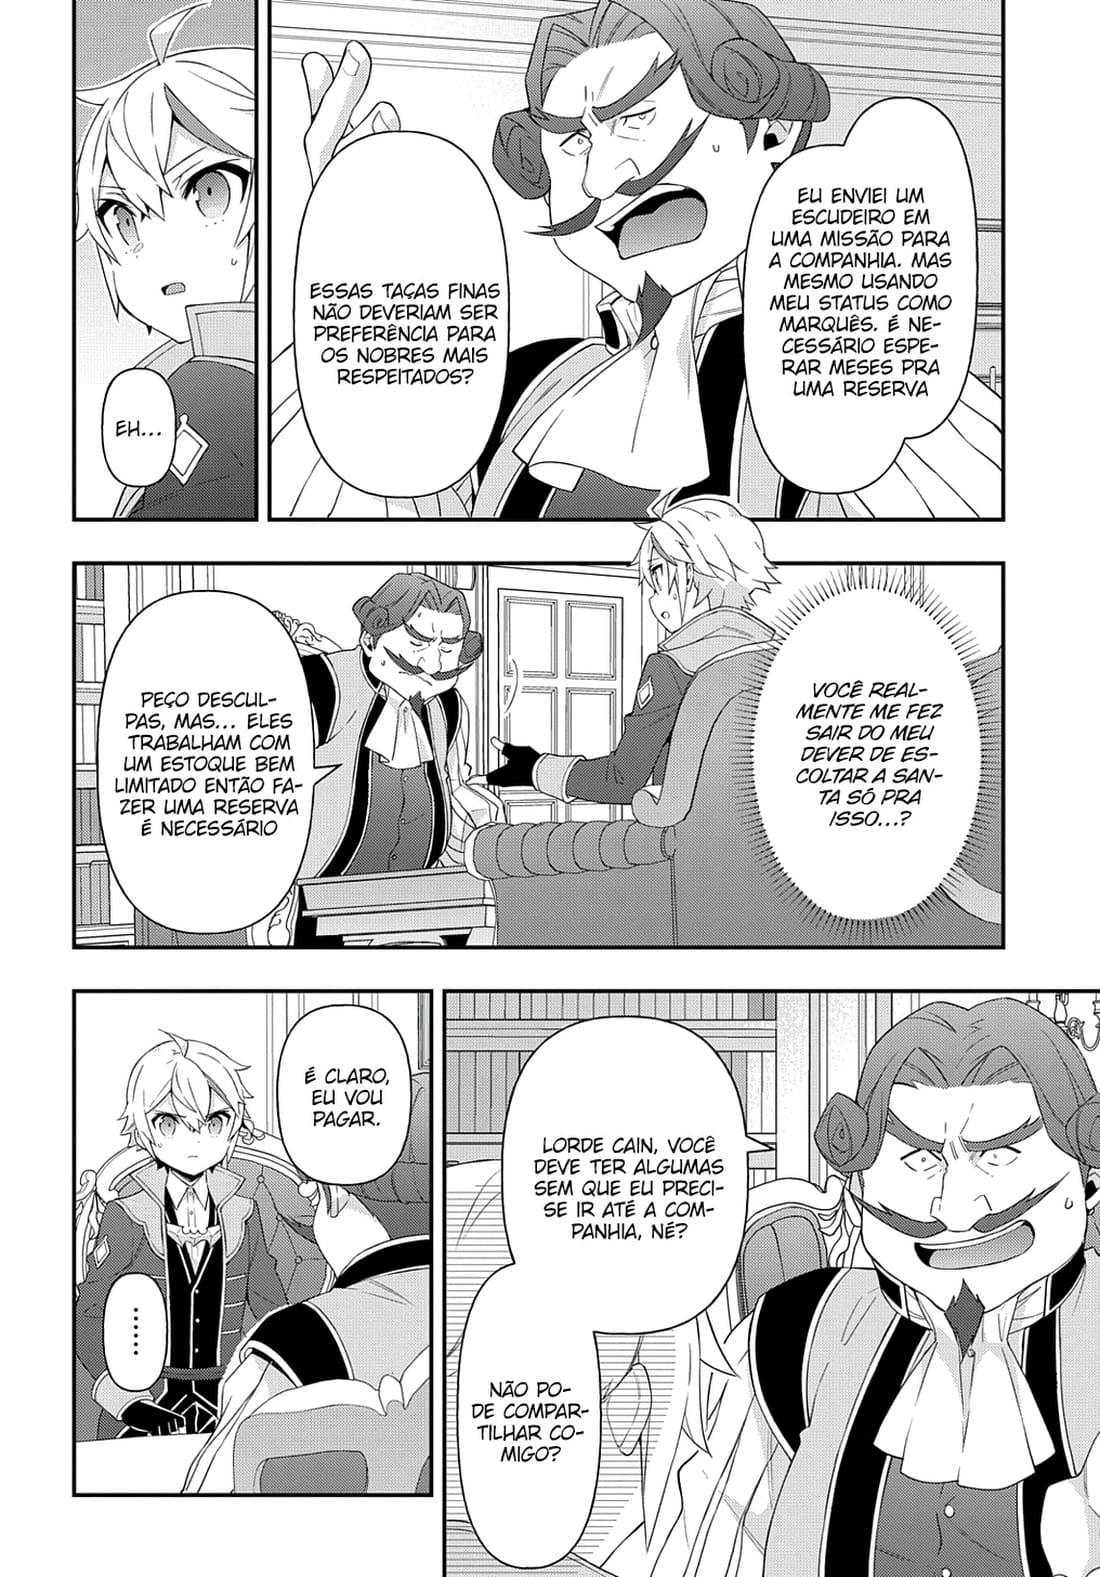 EU ENVIEI UM
ESCUDEIRO EM
UMA MISSÃO PARA
A COMPANHIA. MAS
MESMO USANDO
MEU STATUS COMO
MARQUÊS. É NE-
CESSÁRIO ESPE-
RAR MESES PRA
UMA RESERVA
ESSAS TAÇAS FINAS
NÃO DEVERIAM SER
PREFERÊNCIA PARA
OS NOBRES MAIS
RESPEITADOS?
EH...
VOCÊ REAL-
MENTE ME FEZ
SAIR DO MEU
DEVER DE ES-
COLTAR A SAN-
TA SÓ PRA
ISSO...?
PEÇO DESCUL-
PAS, MAS... ELES
TRABALHAM COM
UM ESTOQUE BEM
LIMITADO ENTÃO FA-
ZER UMA RESERVA
É NECESSÁRIO
LORDE CAIN, VOCÊ
DEVE TER ALGUMAS
SEM QUE EU PRECI-
SE IR ATÉ A COM-
PANHIA, NÉ?
NÃO PO-
DE COMPAR-
TILHAR CO-
MIGO?
É CLARO,
EU VOU
PAGAR.
......